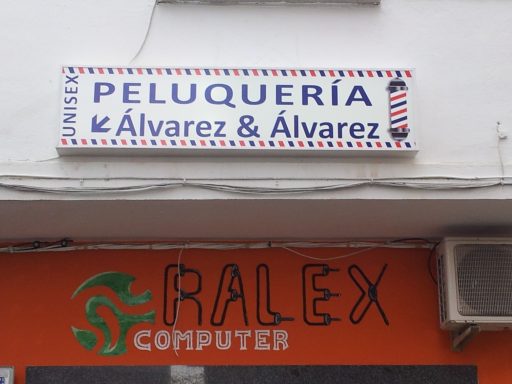 UNISEX
PELUQUERÍA
Álvarez & Álvarez
RALEX
COMPUTER